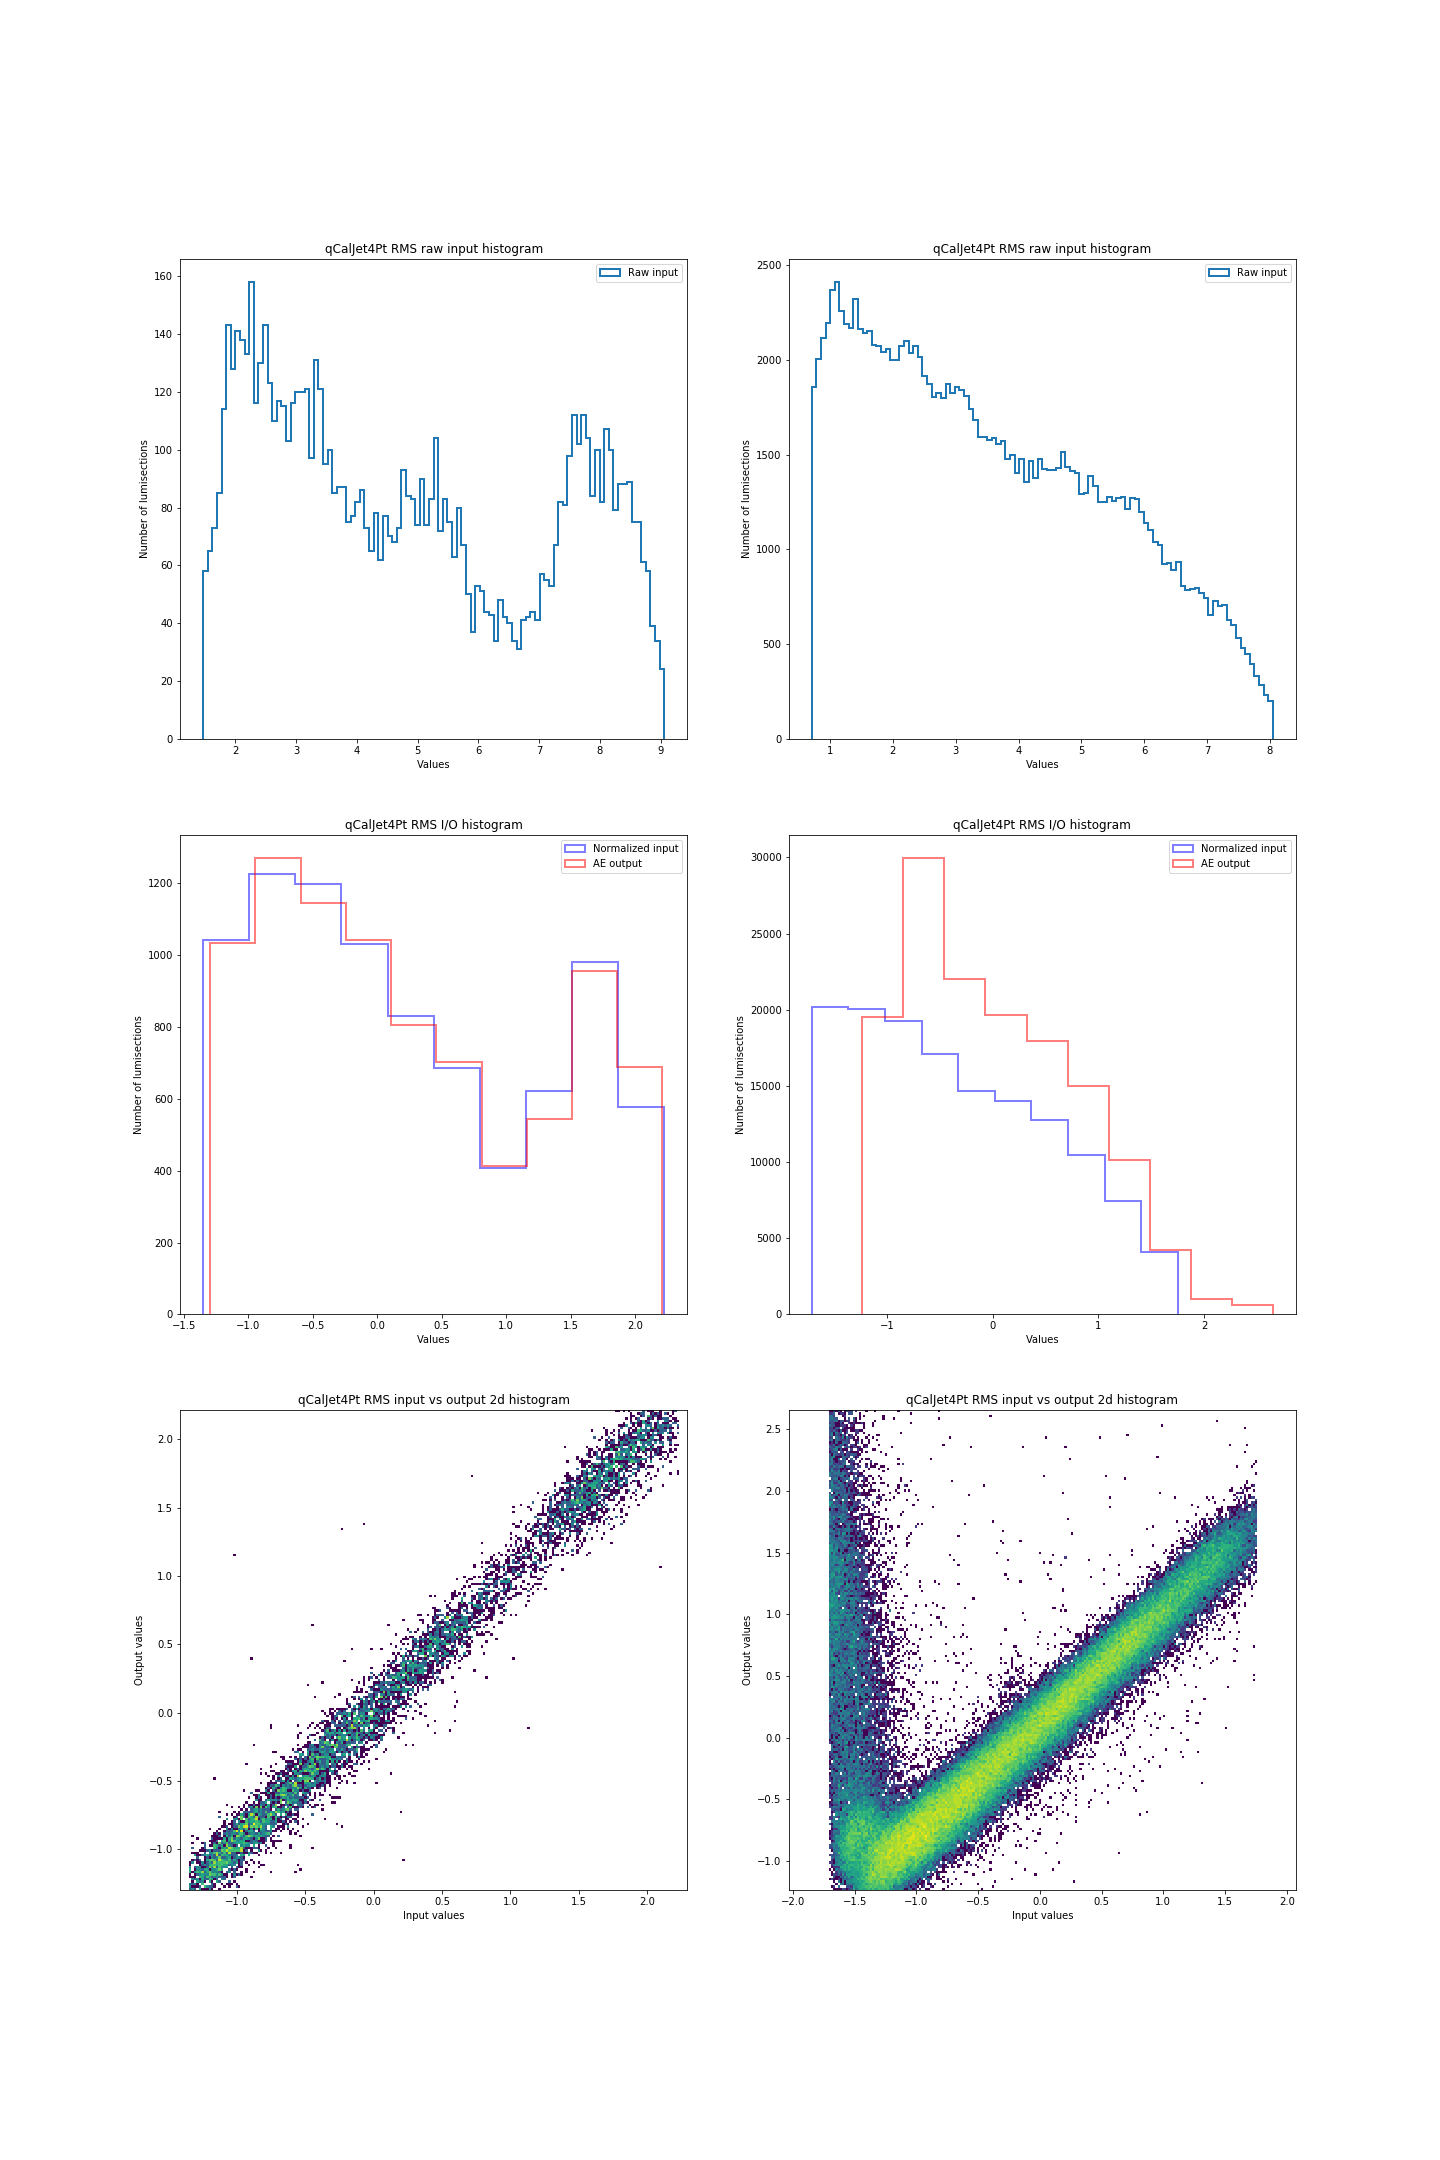 qCalJet4Pt RMS raw input histogram
Raw input
160
140
120
100
80
60
40
20
0
Number of lumisections
2 3 4 5 6 7 8 9
Values
qCalJet4Pt RMS raw input histogram
Raw input
2500
2000
1500
1000
500
0
Number of lumisections
1 2 3 4 5 6 7 8
Values
qCalJet4Pt RMS I/O histogram
Normalized input
AE output
1200
1000
800
600
400
200
0
Number of lumisections
−1.5 −1.0 −0.5 0.0 0.5 1.0 1.5 2.0
Values
qCalJet4Pt RMS I/O histogram
Normalized input
AE output
30000
25000
20000
15000
10000
5000
0
Number of lumisections
−1 0 1 2
Values
qCalJet4Pt RMS input vs output 2d histogram
2.0
1.5
1.0
0.5
0.0
−0.5
−1.0
Output values
−1.0 −0.5 0.0 0.5 1.0 1.5 2.0
Input values
qCalJet4Pt RMS input vs output 2d histogram
2.5
2.0
1.5
1.0
0.5
0.0
−0.5
−1.0
Output values
−2.0 −1.5 −1.0 −0.5 0.0 0.5 1.0 1.5 2.0
Input values